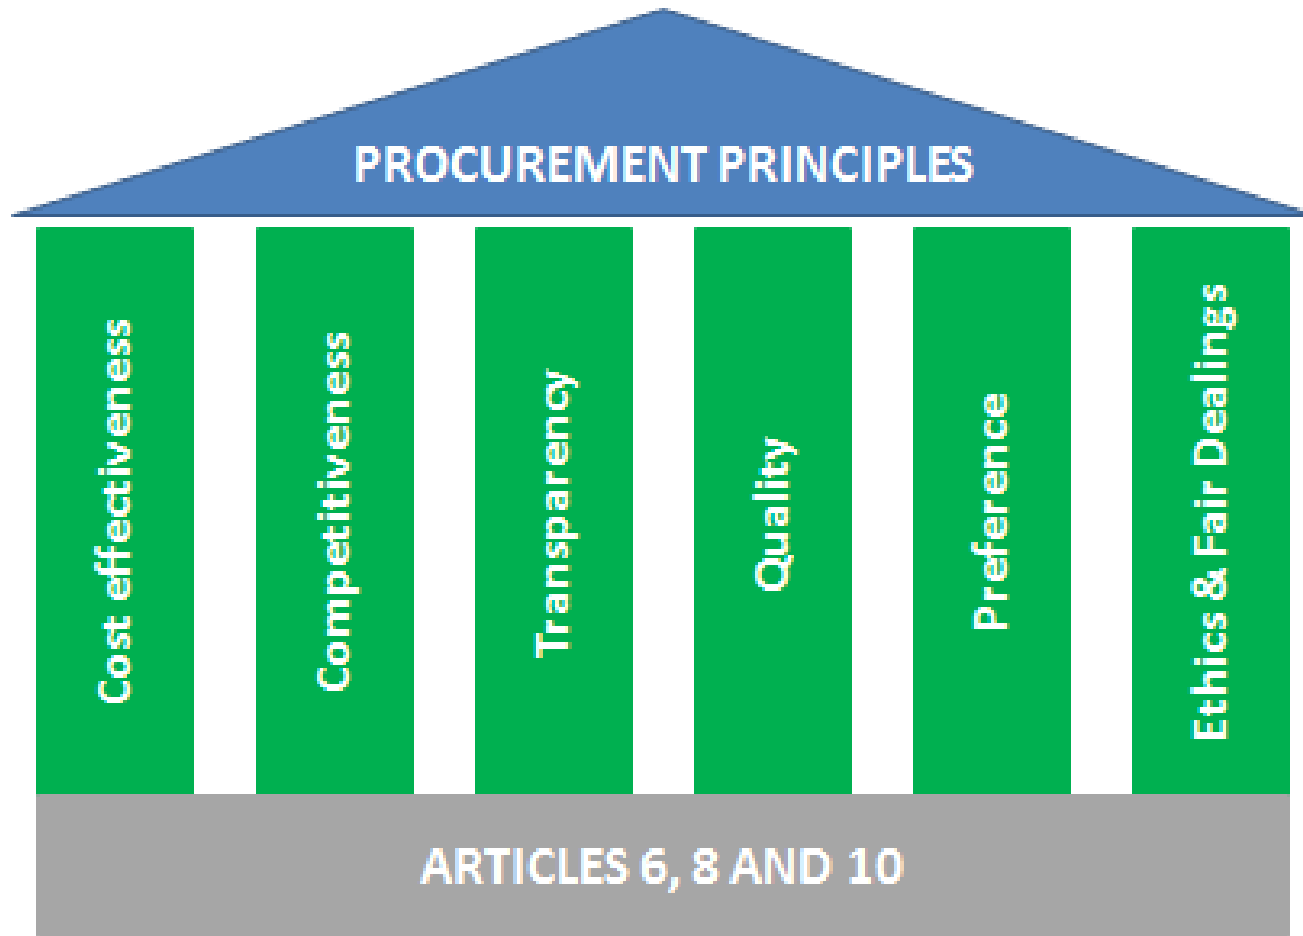 PROCUREMENT PRINCIPLES
Cost effectiveness
Competitiveness
Transparency
Quality
Preference
Ethics & Fair Dealings
ARTICLES 6, 8 AND 10